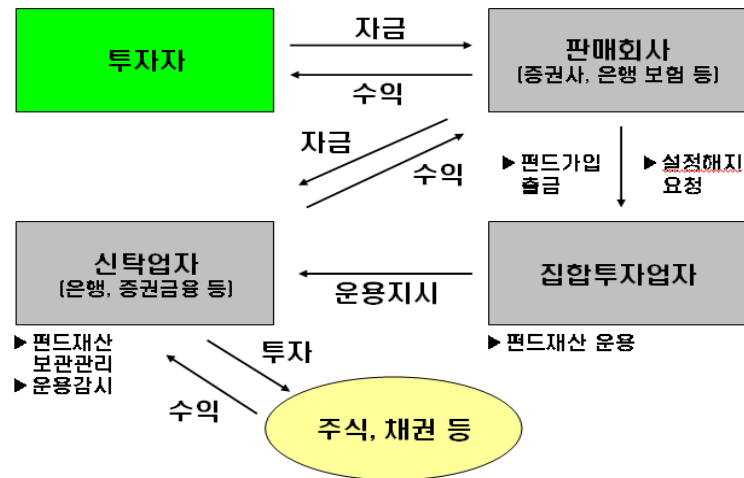 투자자
자금
수익
판매회사
(증권사, 은행 보험 등)
자금
수익
▶ 펀드가입
출금
▶ 설정해지
요청
신탁업자
(은행, 증권금융 등)
운용지시
집합투자업자
▶ 펀드재산
보관관리
▶ 운용감시
▶ 펀드재산 운용
투자
수익
주식, 채권 등